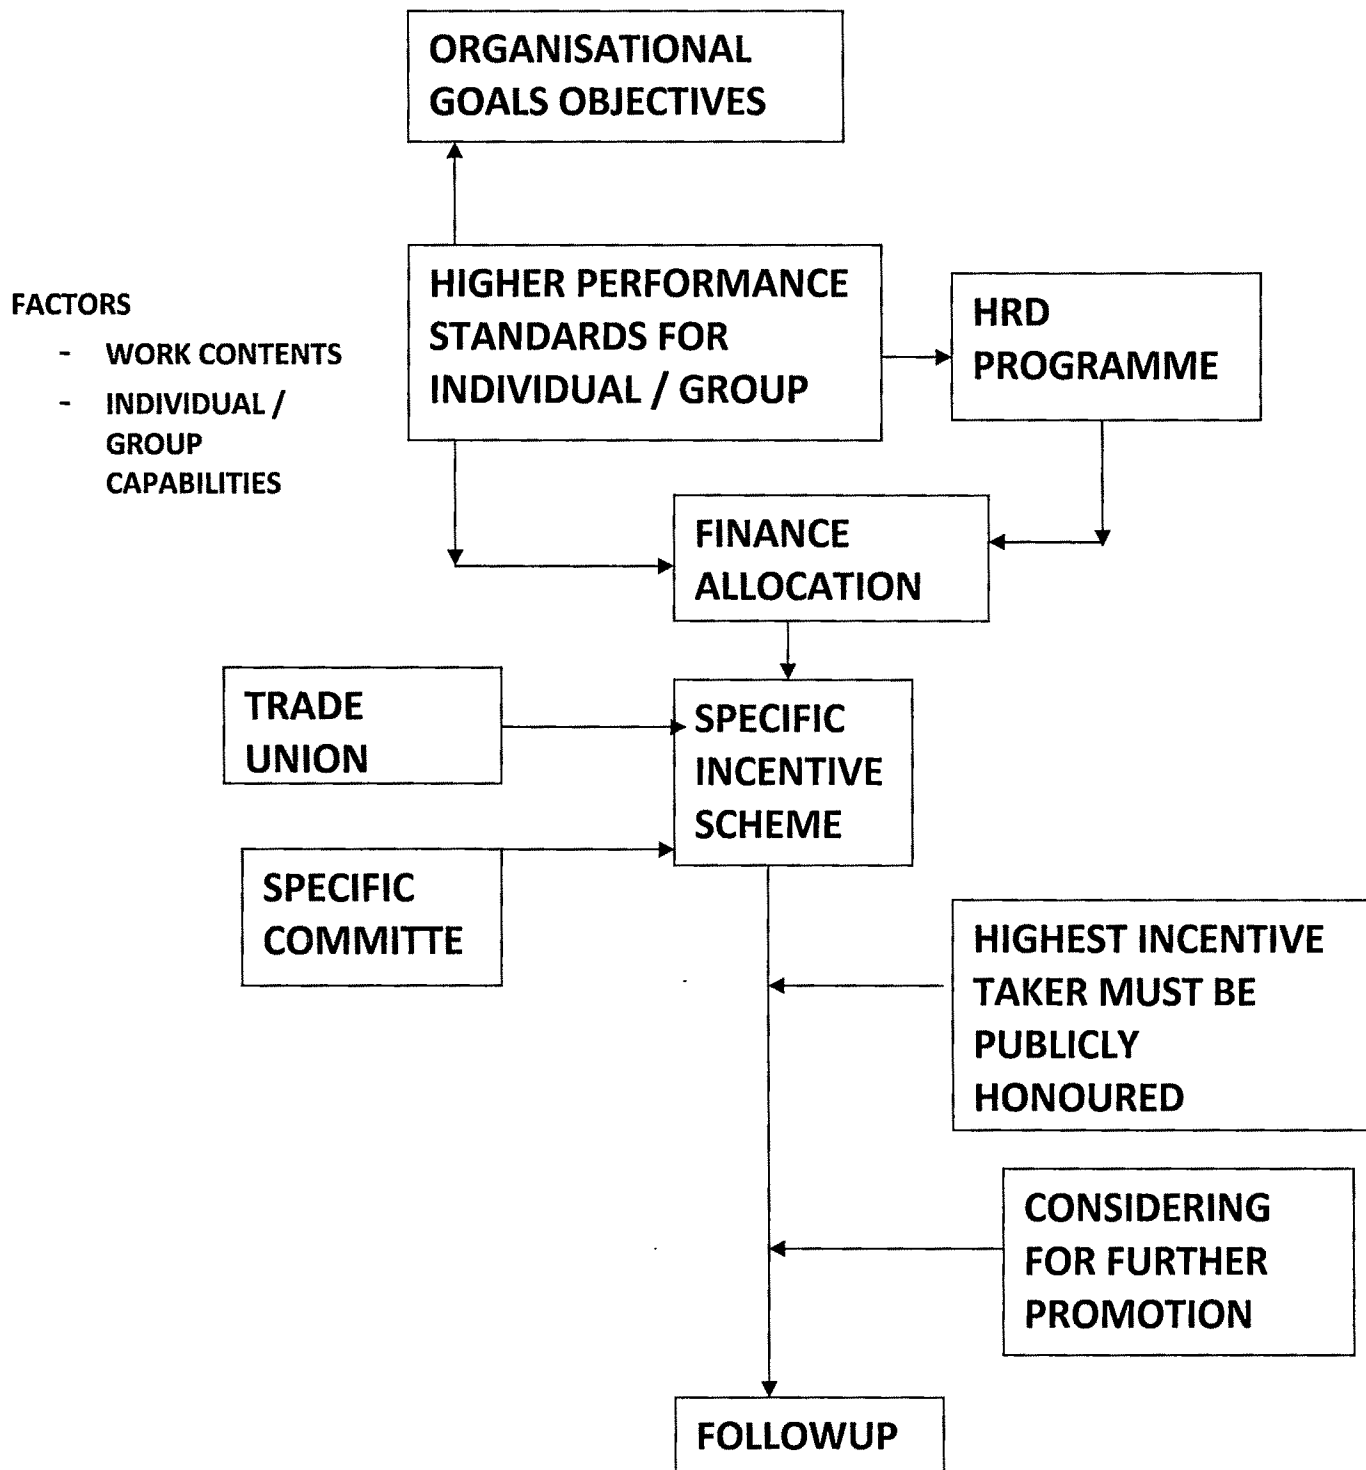 ORGANISATIONAL
GOALS OBJECTIVES
HIGHER PERFORMANCE
STANDARDS FOR
INDIVIDUAL / GROUP
HRD
PROGRAMME
FACTORS
- WORK CONTENTS
- INDIVIDUAL /
GROUP
CAPABILITIES
FINANCE
ALLOCATION
TRADE
UNION
SPECIFIC
INCENTIVE
SCHEME
SPECIFIC
COMMITTE
HIGHEST INCENTIVE
TAKER MUST BE
PUBLICLY
HONOURED
CONSIDERING
FOR FURTHER
PROMOTION
FOLLOWUP